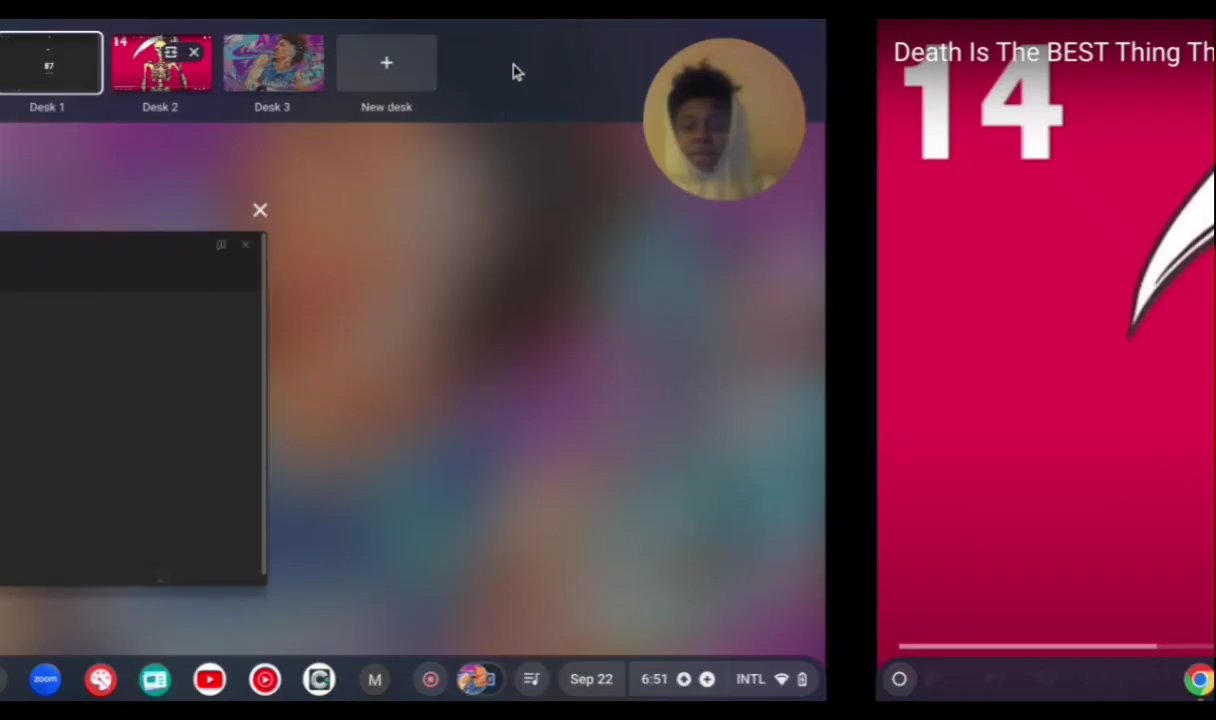 14
Desk 1
Desk 2
Desk 3
New desk
Death Is The BEST Thing Th
14
zoom
M
Sep 22
6:51
INTL